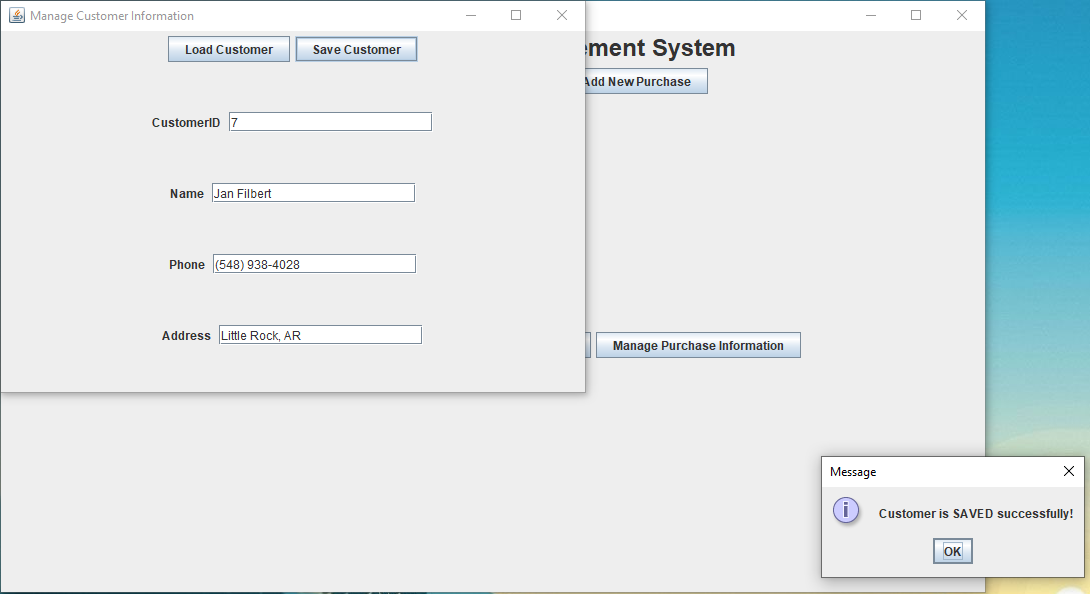 Manage Customer Information
Load Customer Save Customer
CustomerID 7
Name Jan Filbert
Phone (548) 938-4028
Address Little Rock, AR
System
Add New Purchase
Manage Purchase Information
Message
i
Customer is SAVED successfully!
OK